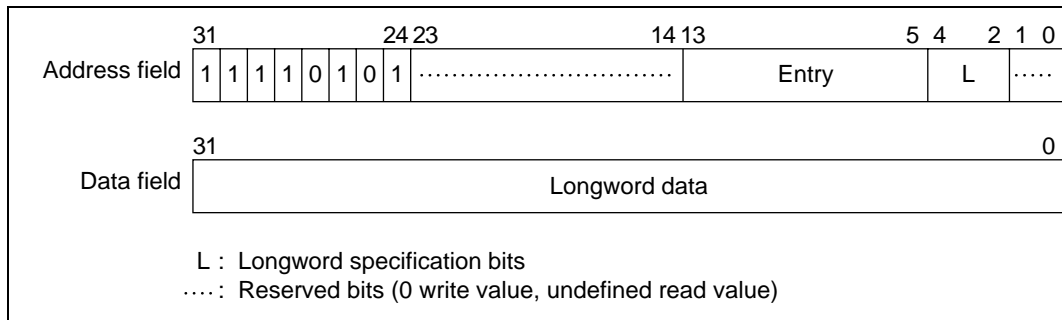 31 24 23 14 13 5 4 2 1 0
Address field 1 1 1 1 0 1 0 1 ................................ Entry L .....
31 0
Data field Longword data
L : Longword specification bits
.... : Reserved bits (0 write value, undefined read value)